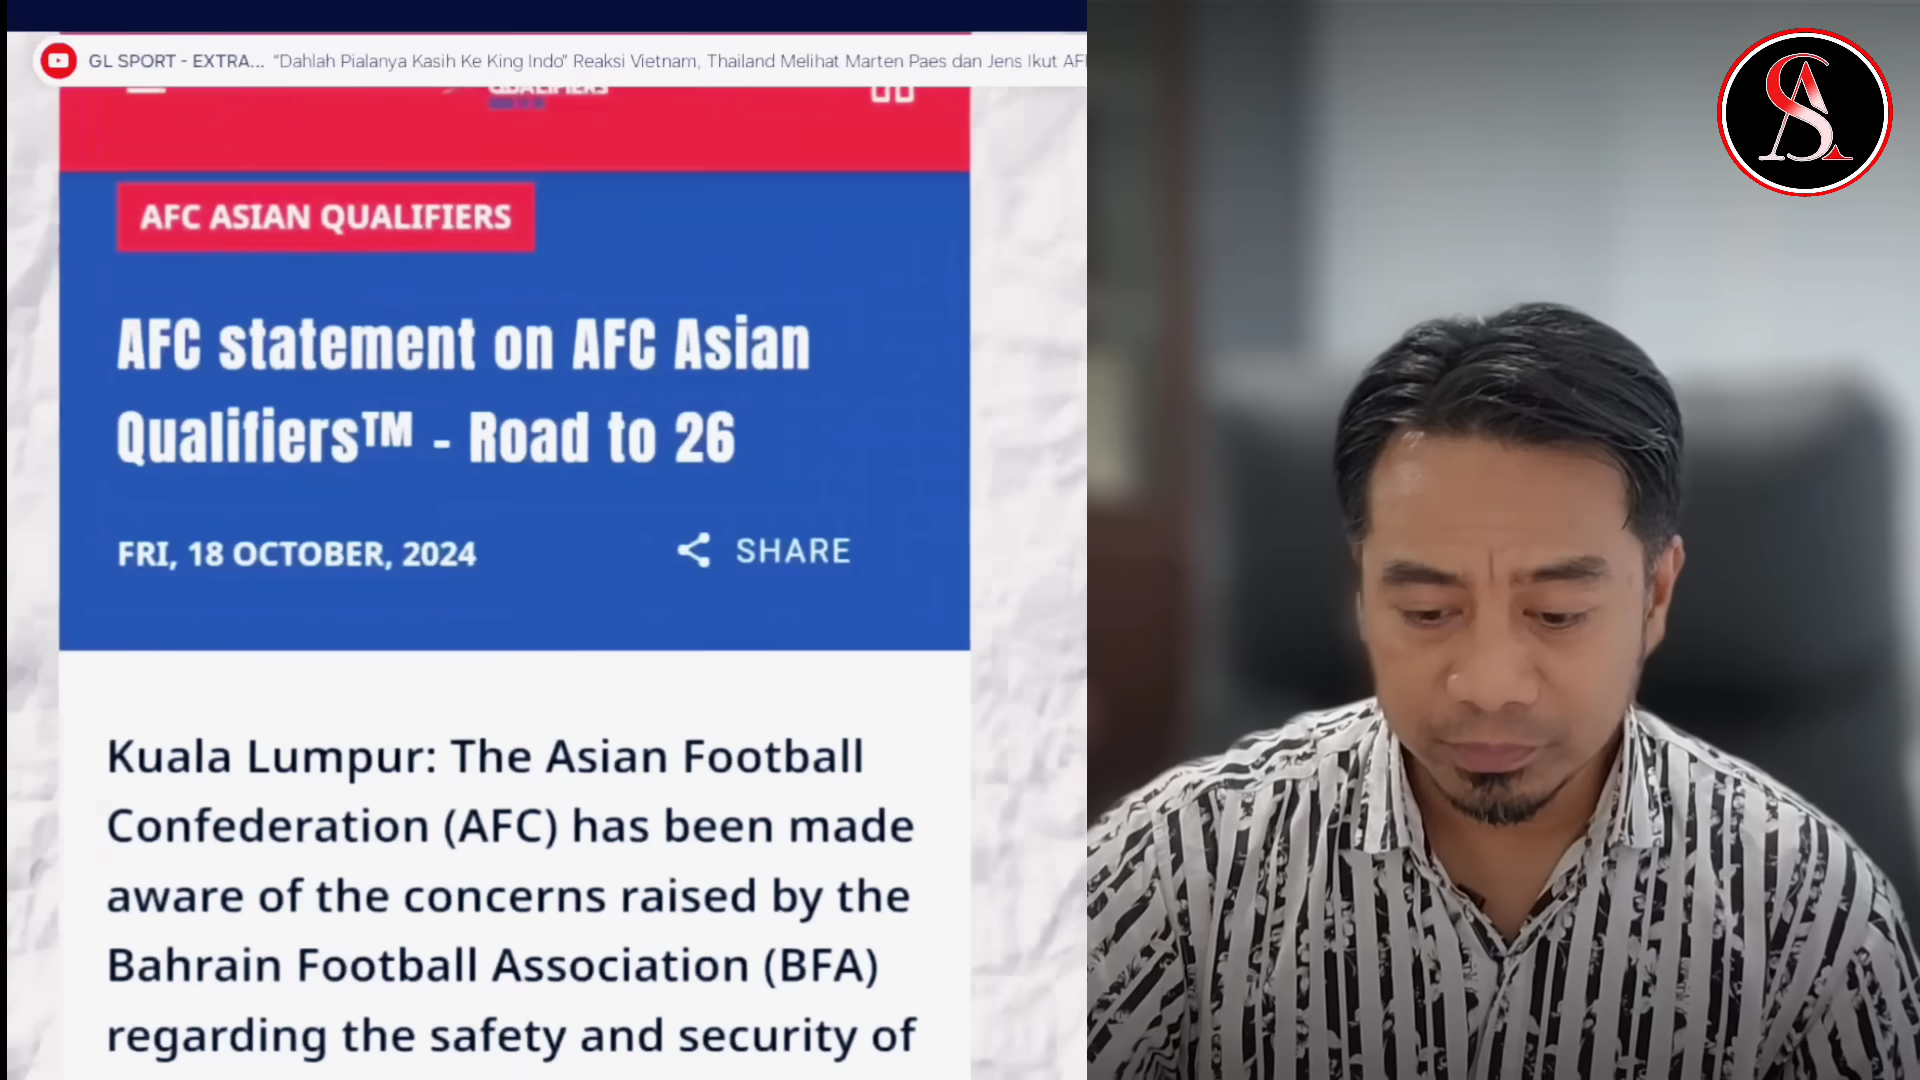 GL SPORT - EXTRA... “Dahlah Pialanya Kasih Ke King Indo” Reaksi Vietnam, Thailand Melihat Marten Paes dan Jens Ikut
QUALIFIERS
AFC ASIAN QUALIFIERS
AFC statement on AFC Asian
Qualifiers™ - Road to 26
FRI, 18 OCTOBER, 2024
SHARE
Kuala Lumpur: The Asian Football
Confederation (AFC) has been made
aware of the concerns raised by the
Bahrain Football Association (BFA)
regarding the safety and security of
SA